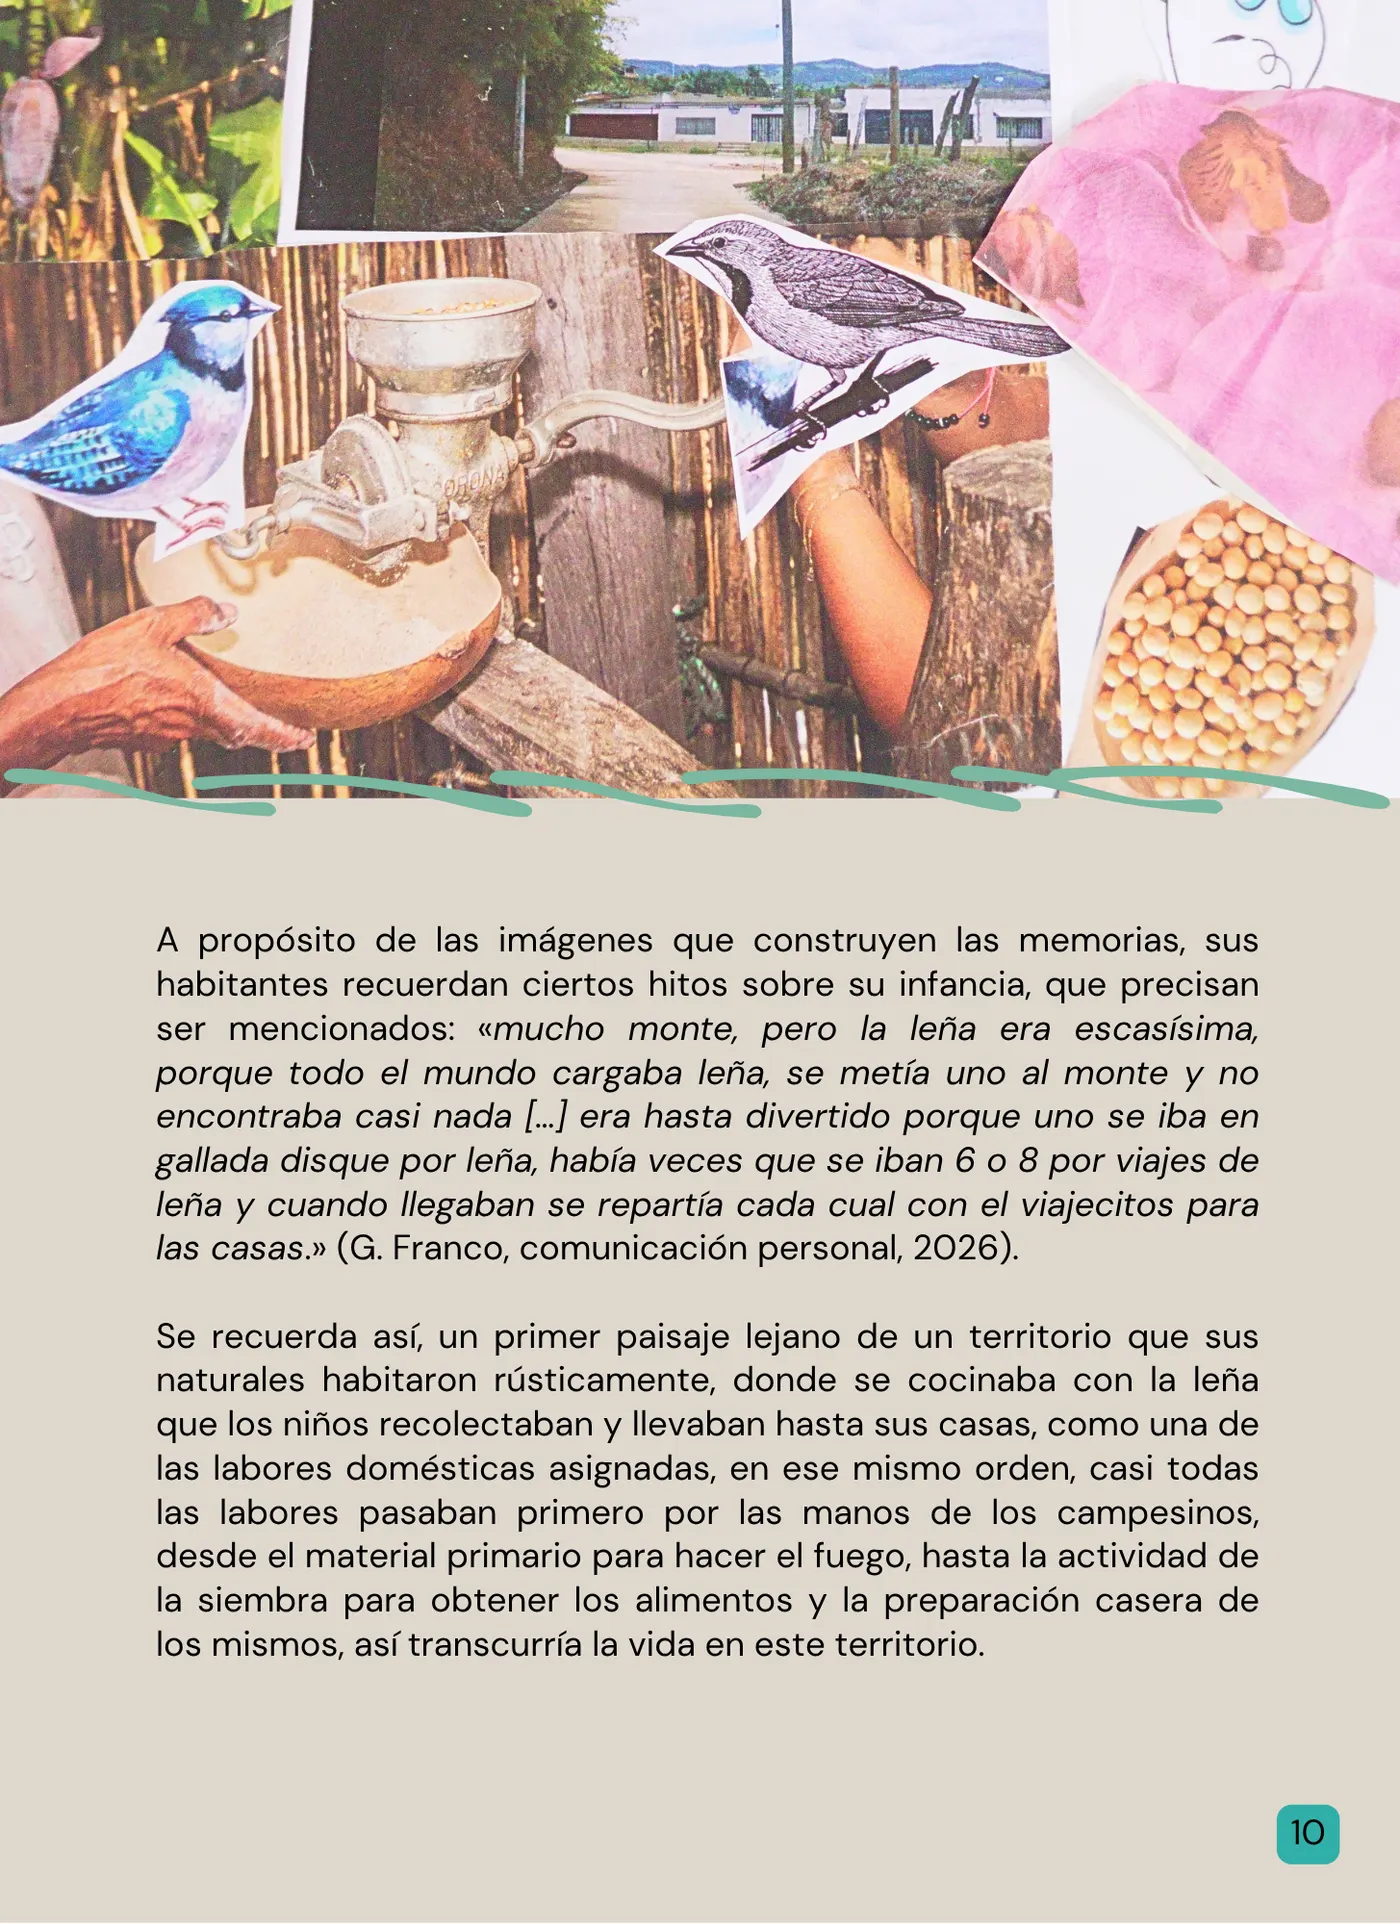 CORONA
A propósito de las imágenes que construyen las memorias, sus
habitantes recuerdan ciertos hitos sobre su infancia, que precisan
ser mencionados: «mucho monte, pero la leña era escasísima,
porque todo el mundo cargaba leña, se metía uno al monte y no
encontraba casi nada [...] era hasta divertido porque uno se iba en
gallada disque por leña, había veces que se iban 6 o 8 por viajes de
leña y cuando llegaban se repartía cada cual con el viajecitos para
las casas.» (G. Franco, comunicación personal, 2026).
Se recuerda así, un primer paisaje lejano de un territorio que sus
naturales habitaron rústicamente, donde se cocinaba con la leña
que los niños recolectaban y llevaban hasta sus casas, como una de
las labores domésticas asignadas, en ese mismo orden, casi todas
las labores pasaban primero por las manos de los campesinos,
desde el material primario para hacer el fuego, hasta la actividad de
la siembra para obtener los alimentos y la preparación casera de
los mismos, así transcurría la vida en este territorio.
10